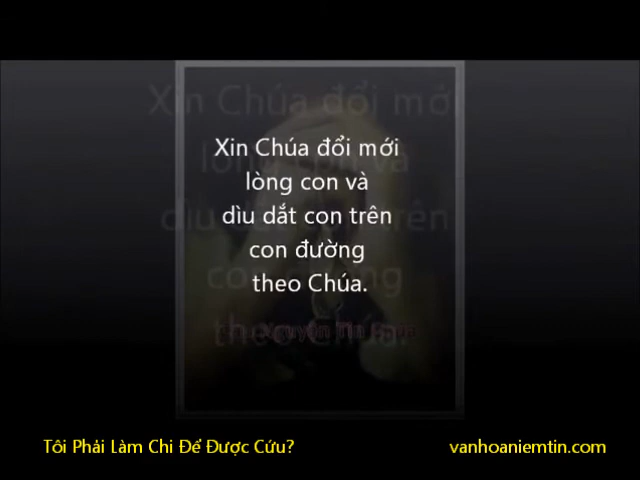 Xin Chúa đổi mới
lòng con và
dìu dắt con trên
con đường
theo Chúa.
Tôi Phải Làm Chi Để Được Cứu?
vanhoaniemtin.com